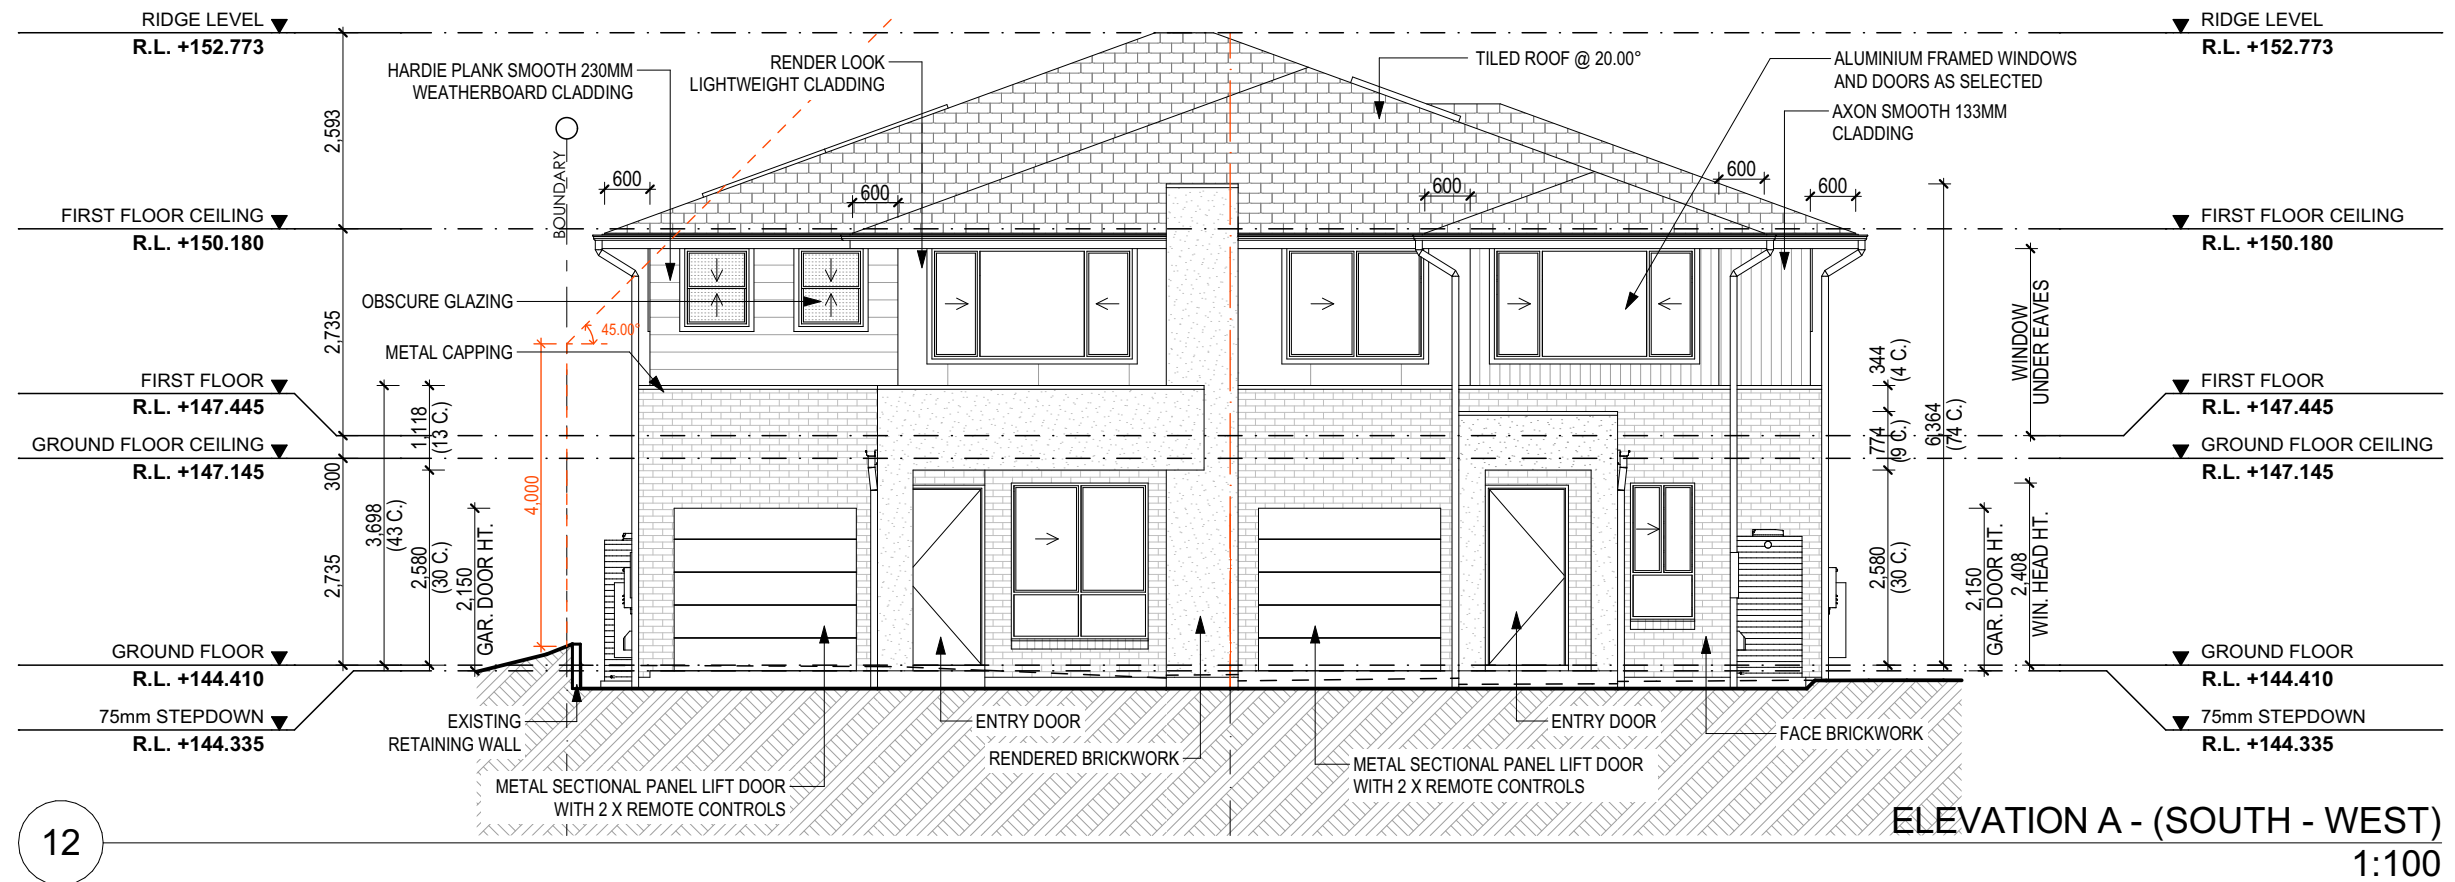 RIDGE LEVEL
R.L. +152.773
FIRST FLOOR CEILING
R.L. +150.180
FIRST FLOOR
R.L. +147.445
GROUND FLOOR CEILING
R.L. +147.145
GROUND FLOOR
R.L. +144.410
75mm STEPDOWN
R.L. +144.335
2,593
2,735
300
2,735
3,698
(43 C.)
1,118
(13 C.)
2,580
(30 C.)
2,150
GAR. DOOR HT.
4,000
45.00°
BOUNDARY
HARDIE PLANK SMOOTH 230MM
WEATHERBOARD CLADDING
RENDER LOOK
LIGHTWEIGHT CLADDING
TILED ROOF @ 20.00°
ALUMINIUM FRAMED WINDOWS
AND DOORS AS SELECTED
AXON SMOOTH 133MM
CLADDING
600
600
600
600
600
OBSCURE GLAZING
METAL CAPPING
EXISTING
RETAINING WALL
METAL SECTIONAL PANEL LIFT DOOR
WITH 2 X REMOTE CONTROLS
ENTRY DOOR
RENDERED BRICKWORK
METAL SECTIONAL PANEL LIFT DOOR
WITH 2 X REMOTE CONTROLS
ENTRY DOOR
FACE BRICKWORK
344
(4 C.)
774
(9 C.)
2,580
(30 C.)
6,364
(74 C.)
2,150
GAR. DOOR HT.
WINDOW
UNDER EAVES
2,408
WIN. HEAD HT.
RIDGE LEVEL
R.L. +152.773
FIRST FLOOR CEILING
R.L. +150.180
FIRST FLOOR
R.L. +147.445
GROUND FLOOR CEILING
R.L. +147.145
GROUND FLOOR
R.L. +144.410
75mm STEPDOWN
R.L. +144.335
12
ELEVATION A - (SOUTH - WEST)
1:100